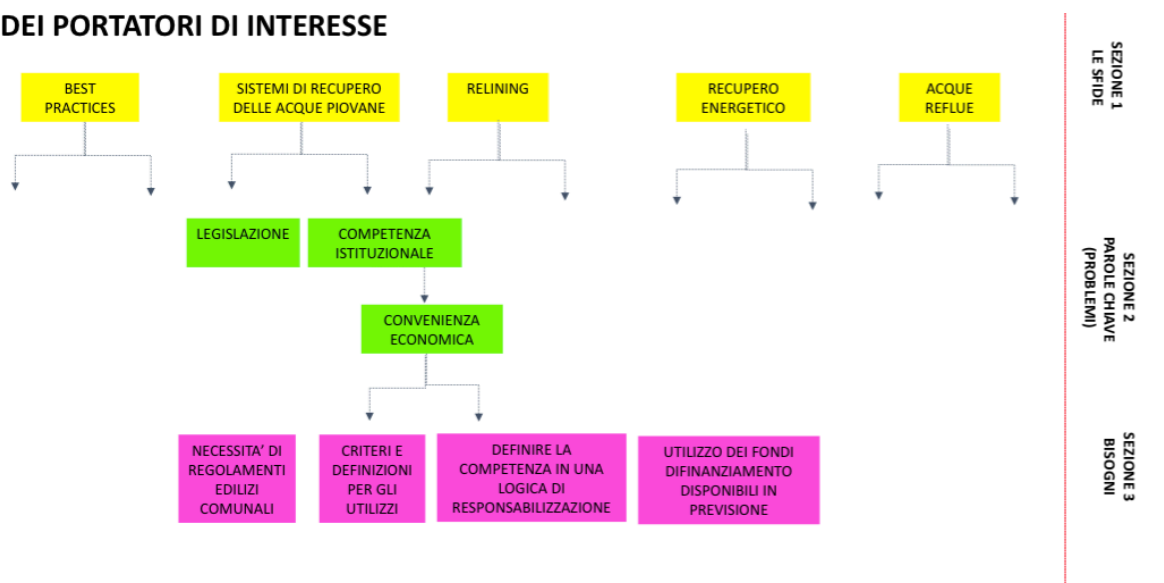 DEI PORTATORI DI INTERESSE
BEST
PRACTICES
SISTEMI DI RECUPERO
DELLE ACQUE PIOVANE
RELINING
RECUPERO
ENERGETICO
ACQUE
REFLUE
SEZIONE 1
LE SFIDE
LEGISLAZIONE
COMPETENZA
ISTITUZIONALE
CONVENIENZA
ECONOMICA
SEZIONE 2
PAROLE CHIAVE
(PROBLEMI)
NECESSITA' DI
REGOLAMENTI
EDILIZI
COMUNALI
CRITERI E
DEFINIZIONI
PER GLI
UTILIZZI
DEFINIRE LA
COMPETENZA IN UNA
LOGICA DI
RESPONSABILIZZAZIONE
UTILIZZO DEI FONDI
DIFINANZIAMENTO
DISPONIBILI IN
PREVISIONE
SEZIONE 3
BISOGNI